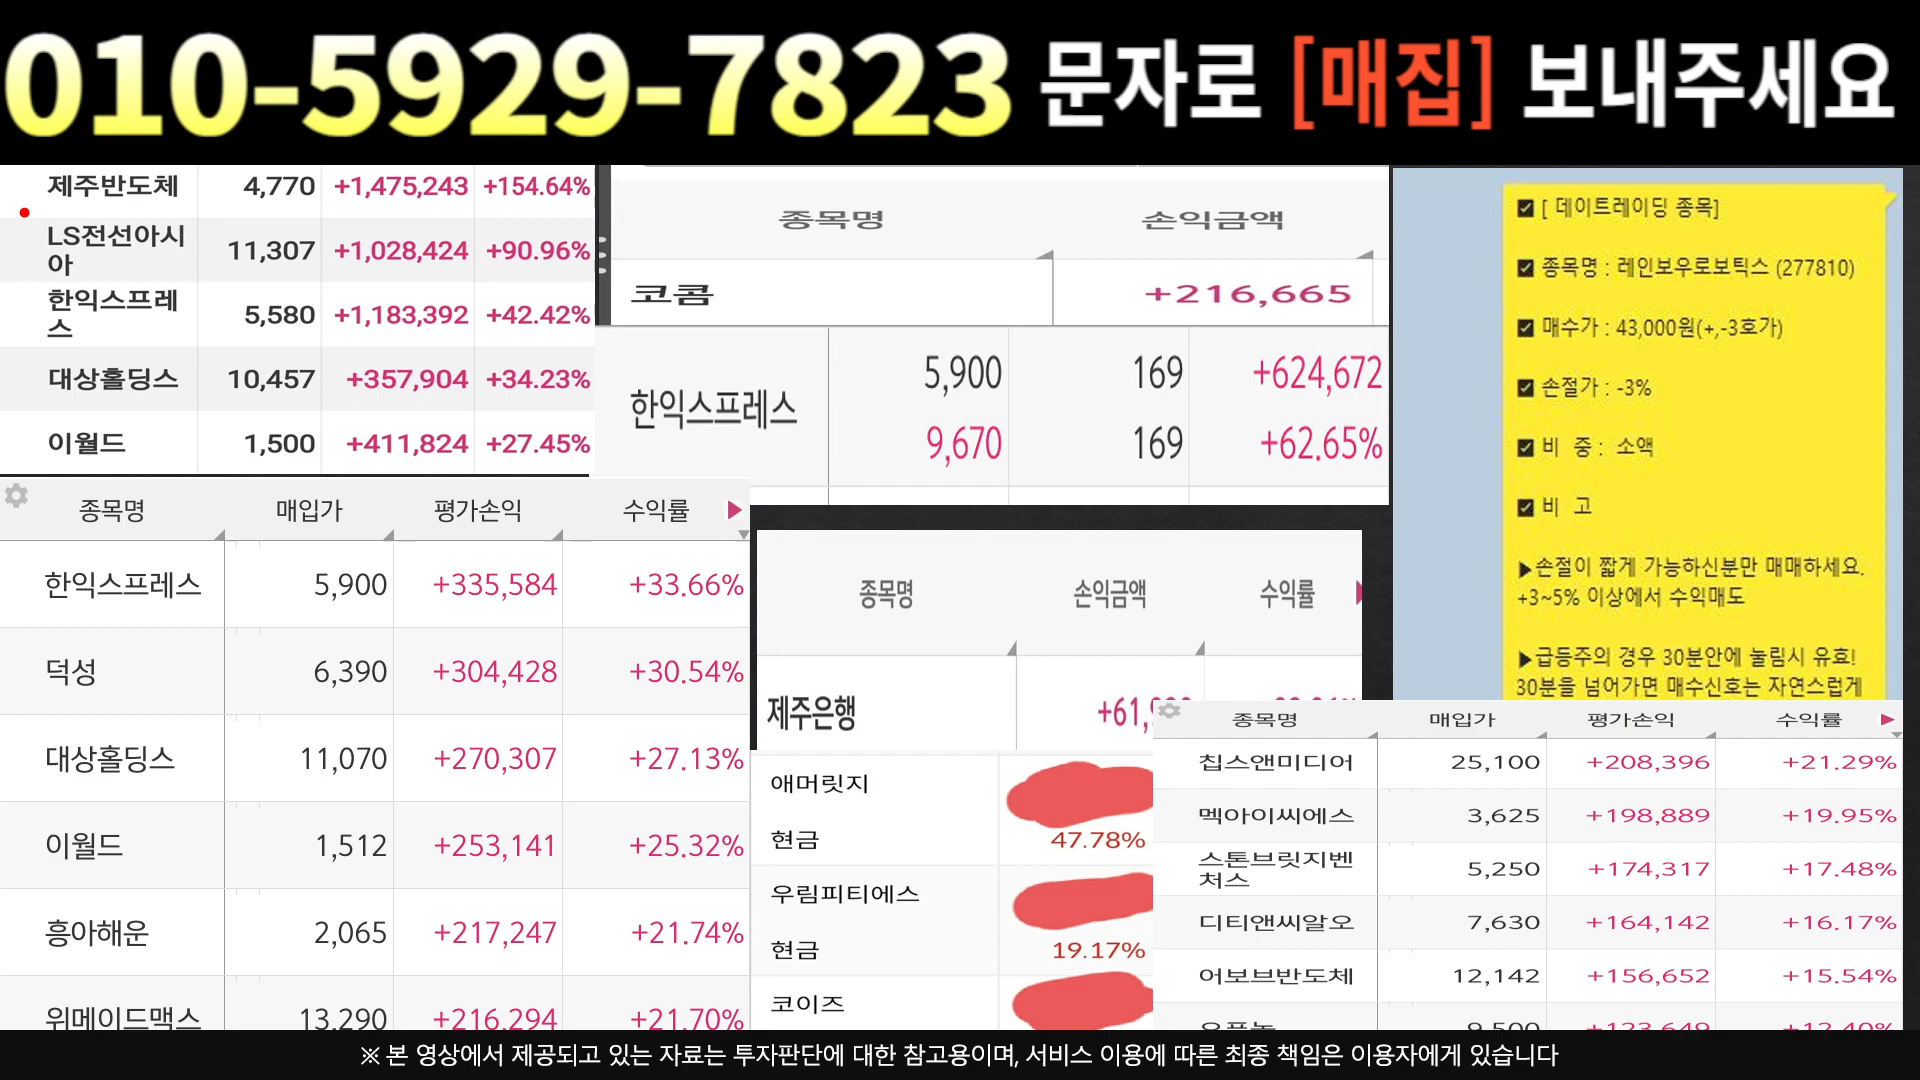 010-5929-7823 문자로 [매집] 보내주세요
제주반도체 4,770 +1,475,243 +154.64%
LS전선아시
아 11,307 +1,028,424 +90.96%
한익스프레
스 5,580 +1,183,392 +42.42%
대상홀딩스 10,457 +357,904 +34.23%
이월드 1,500 +411,824 +27.45%
종목명 손익금액
코콤 +216,665
한익스프레스
5,900 169 +624,672
9,670 169 +62.65%
☑ [ 데이트레이딩 종목]
☑ 종목명 : 레인보우로보틱스 (277810)
☑ 매수가 : 43,000원(+,-3호가)
☑ 손절가 : -3%
☑ 비 중 : 소액
☑ 비 고
▶손절이 짧게 가능하신분만 매매하세요.
+3~5% 이상에서 수익매도
▶급등주의 경우 30분안에 눌림시 유효!
30분을 넘어가면 매수신호는 자연스럽게
종목명 매입가 평가손익 수익률
한익스프레스 5,900 +335,584 +33.66%
덕성 6,390 +304,428 +30.54%
대상홀딩스 11,070 +270,307 +27.13%
이월드 1,512 +253,141 +25.32%
흥아해운 2,065 +217,247 +21.74%
위메이드맥스 13,290 +216,294 +21.70%
종목명 손익금액 수익률
제주은행
애머릿지
현금 47.78%
우림피티에스
현금 19.17%
코이즈
종목명 매입가 평가손익 수익률
칩스앤미디어 25,100 +208,396 +21.29%
멕아이씨에스 3,625 +198,889 +19.95%
스톤브릿지벤
처스 5,250 +174,317 +17.48%
디티앤씨알오 7,630 +164,142 +16.17%
어보브반도체 12,142 +156,652 +15.54%
※ 본 영상에서 제공되고 있는 자료는 투자판단에 대한 참고용이며, 서비스 이용에 따른 최종 책임은 이용자에게 있습니다